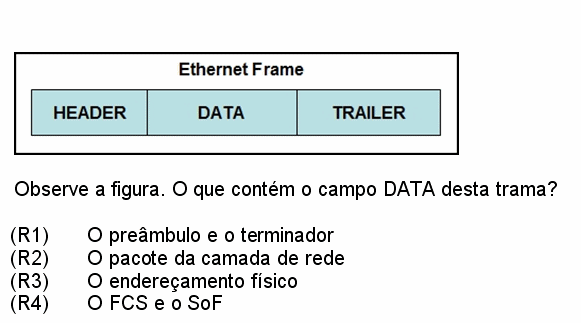 Ethernet Frame
HEADER DATA TRAILER
Observe a figura. O que contém o campo DATA desta trama?
(R1) O preâmbulo e o terminador
(R2) O pacote da camada de rede
(R3) O endereçamento físico
(R4) O FCS e o SoF